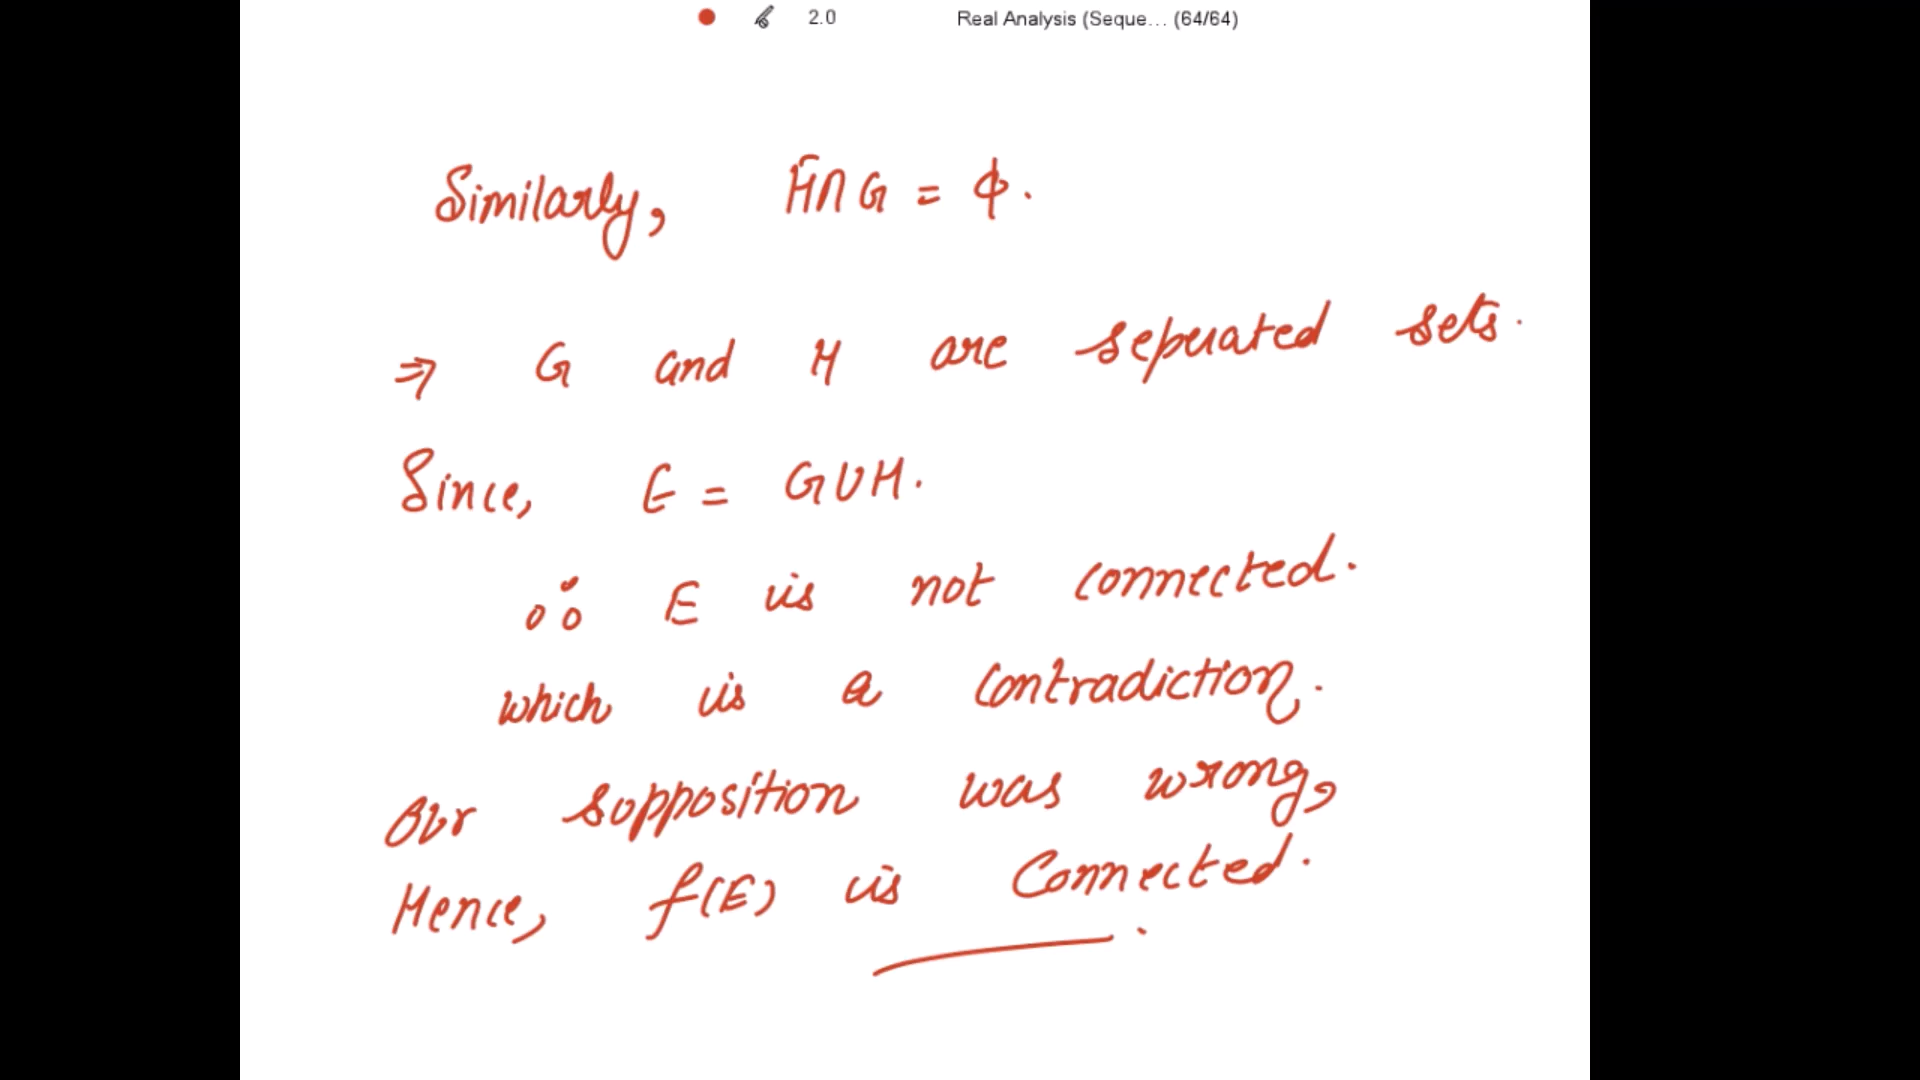 2.0 Real Analysis (Seque... (64/64)
Similarly, H̄∩G = ϕ.
⇒ G and H are seperated sets.
Since, E = G∪H.
∴ E is not connected.
which is a contradiction.
Our supposition was wrong,
Hence, f(E) is Connected.